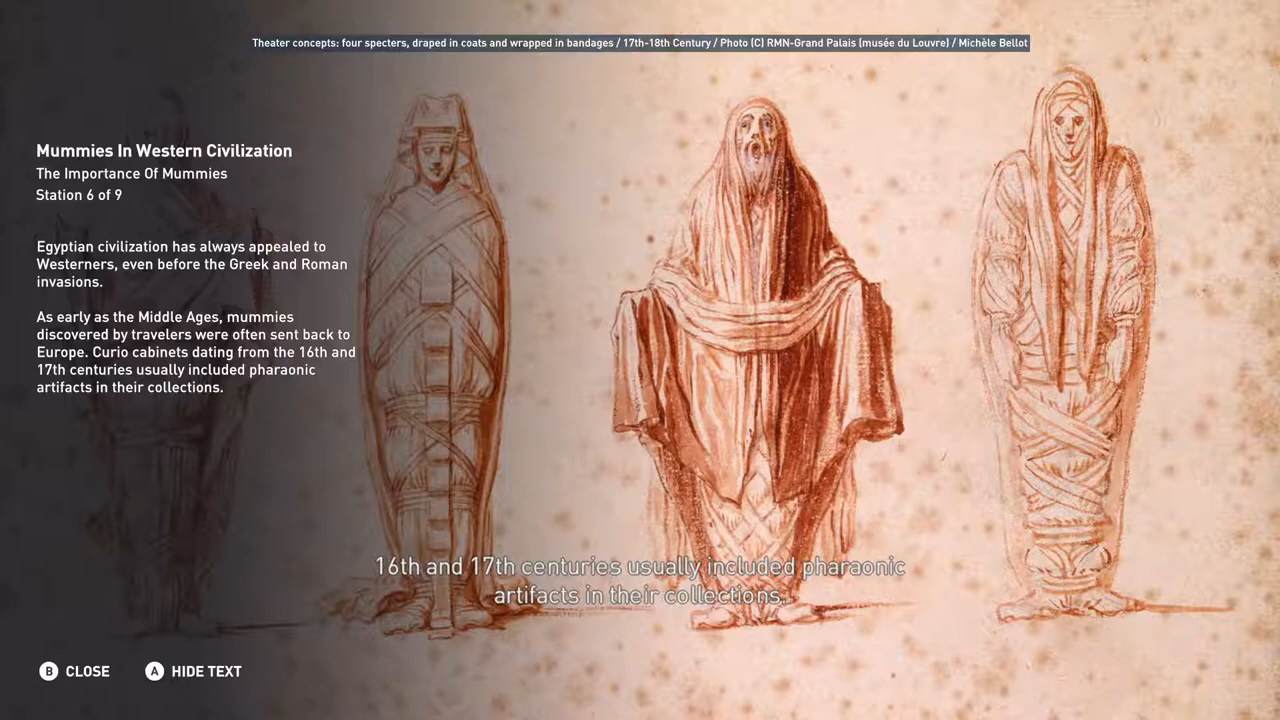 Theater concepts: four specters, draped in coats and wrapped in bandages / 17th-18th Century / Photo (C) RMN-Grand Palais (musée du Louvre) / Michèle Bellot
Mummies In Western Civilization
The Importance Of Mummies
Station 6 of 9
Egyptian civilization has always appealed to
Westerners, even before the Greek and Roman
invasions.
As early as the Middle Ages, mummies
discovered by travelers were often sent back to
Europe. Curio cabinets dating from the 16th and
17th centuries usually included pharaonic
artifacts in their collections.
16th and 17th centuries usually included pharaonic
artifacts in their collections.
B CLOSE A HIDE TEXT